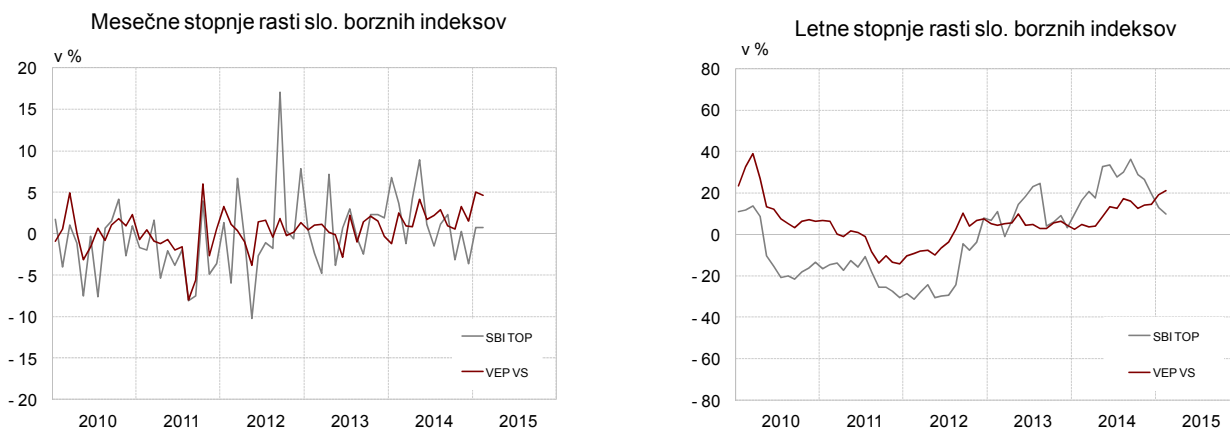 Mesečne stopnje rasti slo. borznih indeksov
v %
20
15
10
5
0
- 5
- 10
- 15
- 20
SBI TOP
VEP VS
2010 2011 2012 2013 2014 2015
Letne stopnje rasti slo. borznih indeksov
v %
80
60
40
20
0
- 20
- 40
- 60
- 80
SBI TOP
VEP VS
2010 2011 2012 2013 2014 2015